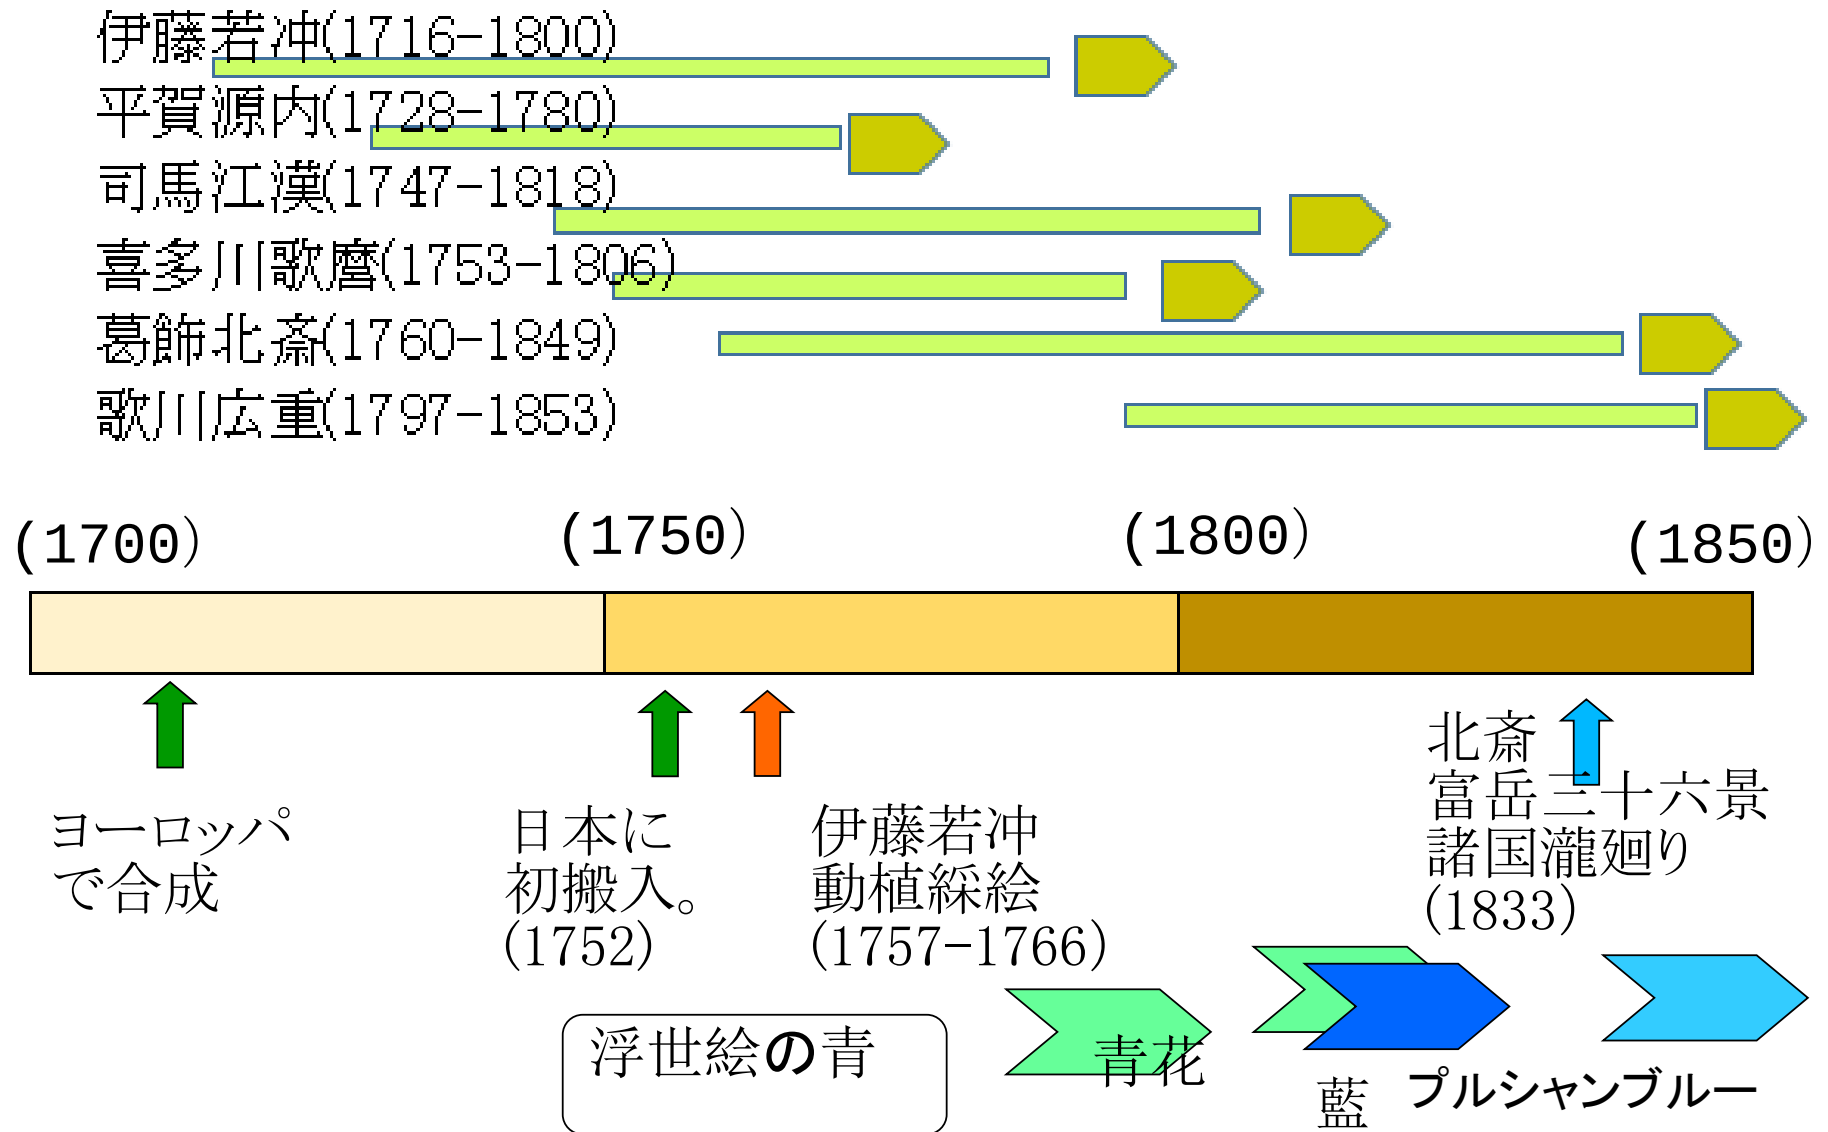 伊藤若冲(1716-1800)
平賀源内(1728-1780)
司馬江漢(1747-1818)
喜多川歌麿(1753-1806)
葛飾北斎(1760-1849)
歌川広重(1797-1853)
(1700)
(1750)
(1800)
(1850)
ヨーロッパ
で合成
日本に
初搬入。
(1752)
伊藤若冲
動植綵絵
(1757-1766)
北斎
富岳三十六景
諸国瀧廻り
(1833)
浮世絵の青
青花
藍
プルシャンブルー